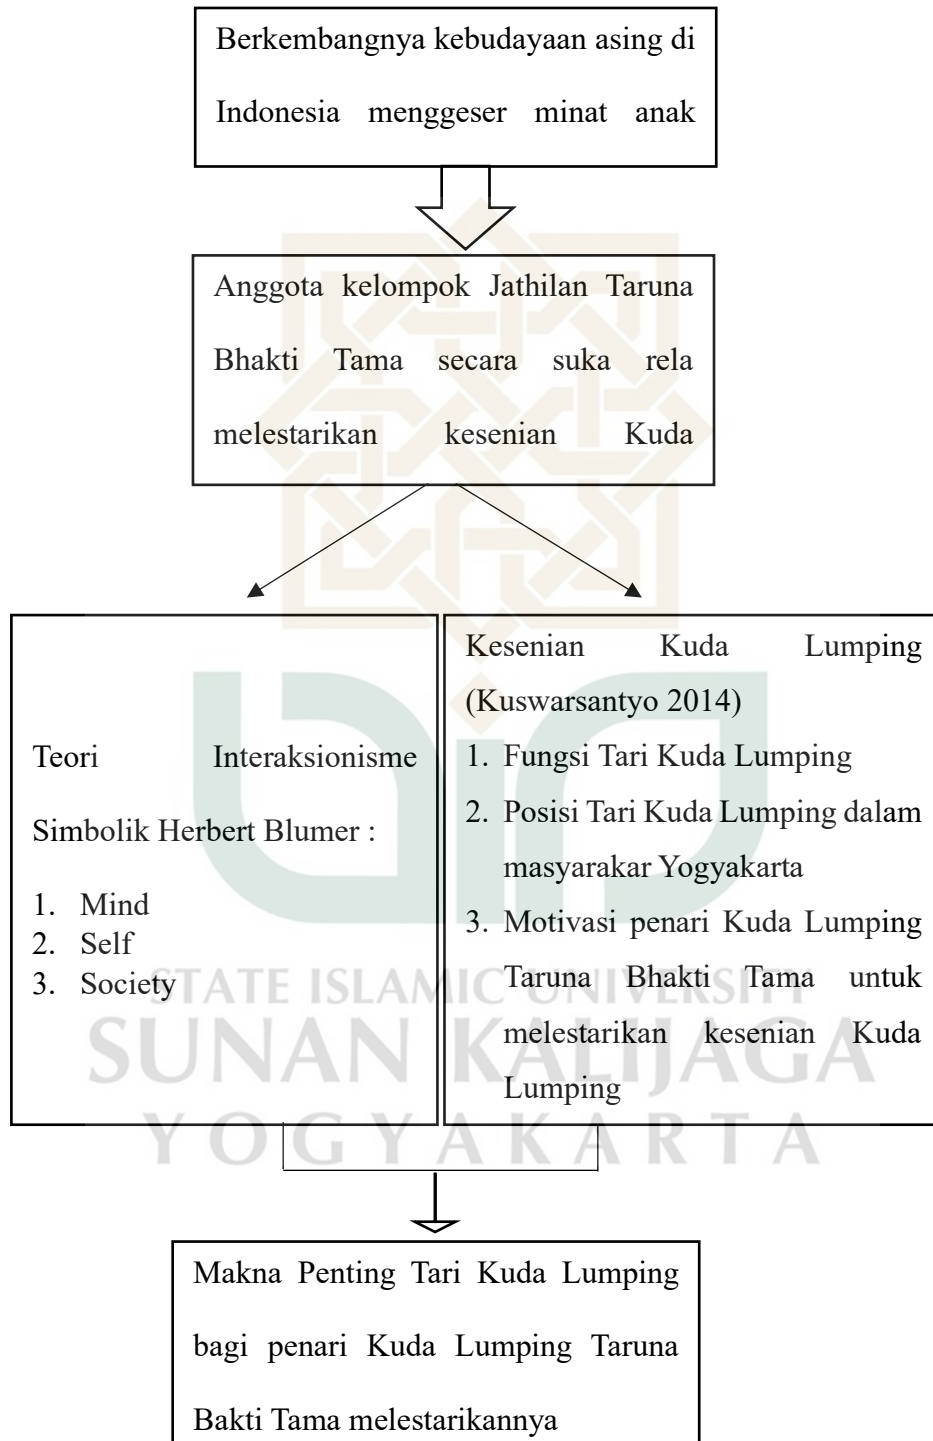 Berkembangnya kebudayaan asing di
Indonesia menggeser minat anak
Anggota kelompok Jathilan Taruna
Bhakti Tama secara suka rela
melestarikan kesenian Kuda
Teori Interaksionisme
Simbolik Herbert Blumer :
1. Mind
2. Self
3. Society
Kesenian Kuda Lumping
(Kuswarsantyo 2014)
1. Fungsi Tari Kuda Lumping
2. Posisi Tari Kuda Lumping dalam
masyarakar Yogyakarta
3. Motivasi penari Kuda Lumping
Taruna Bhakti Tama untuk
melestarikan kesenian Kuda
Lumping
STATE ISLAMIC UNIVERSITY
SUNAN KALIJAGA
YOGYAKARTA
Makna Penting Tari Kuda Lumping
bagi penari Kuda Lumping Taruna
Bakti Tama melestarikannya